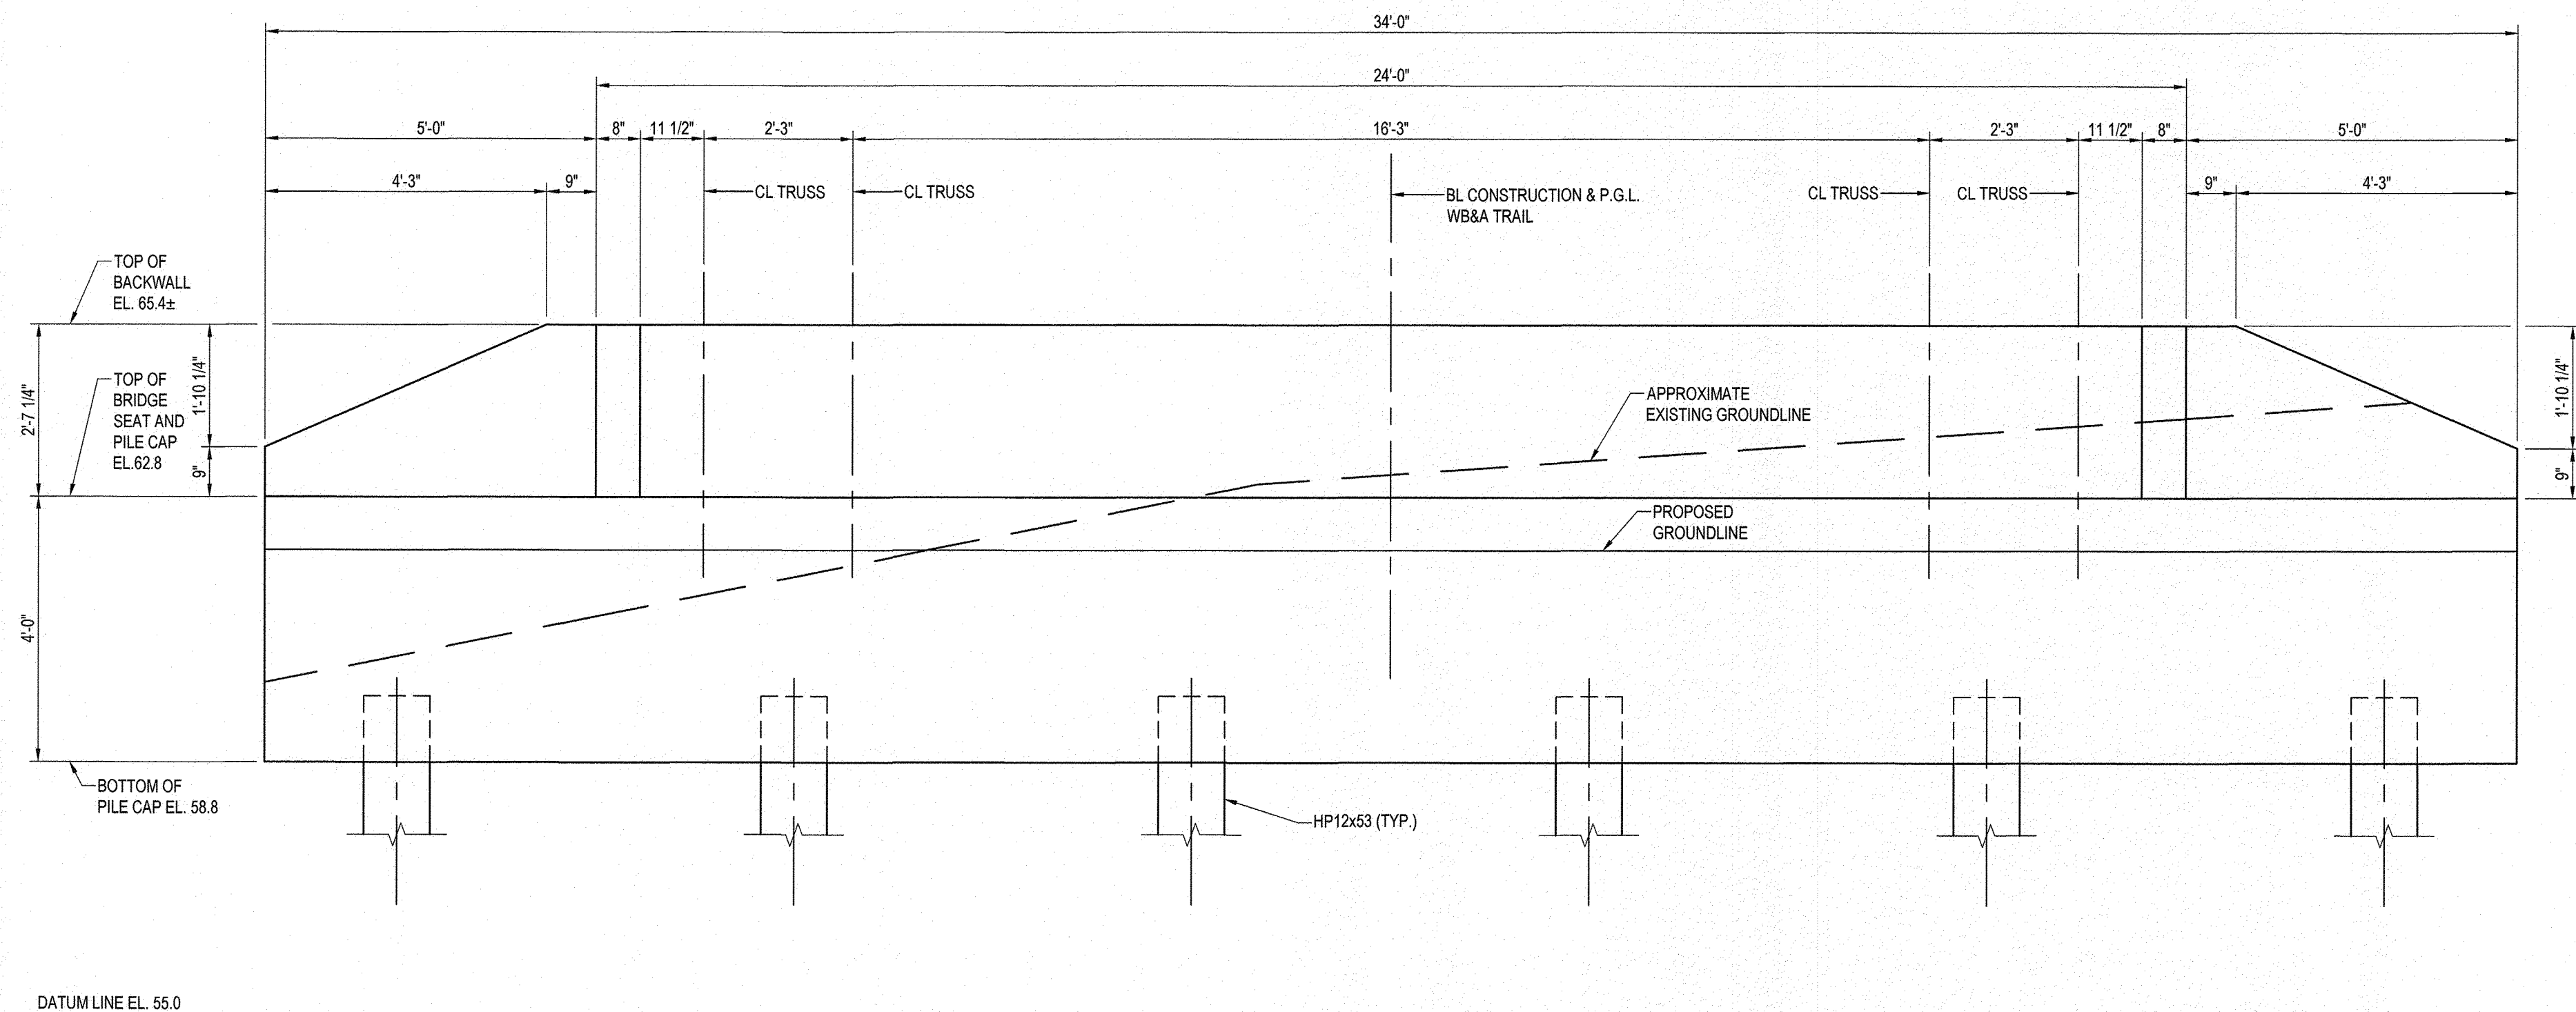 34'-0"
24'-0"
5'-0"
8"
11 1/2"
2'-3"
16'-3"
2'-3"
11 1/2"
8"
5'-0"
4'-3"
9"
CL TRUSS
CL TRUSS
BL CONSTRUCTION & P.G.L.
WB&A TRAIL
CL TRUSS
CL TRUSS
9"
4'-3"
TOP OF
BACKWALL
EL. 65.4±
2'-7 1/4"
1'-10 1/4"
9"
TOP OF
BRIDGE
SEAT AND
PILE CAP
EL.62.8
APPROXIMATE
EXISTING GROUNDLINE
1'-10 1/4"
9"
PROPOSED
GROUNDLINE
4'-0"
BOTTOM OF
PILE CAP EL. 58.8
HP12x53 (TYP.)
DATUM LINE EL. 55.0